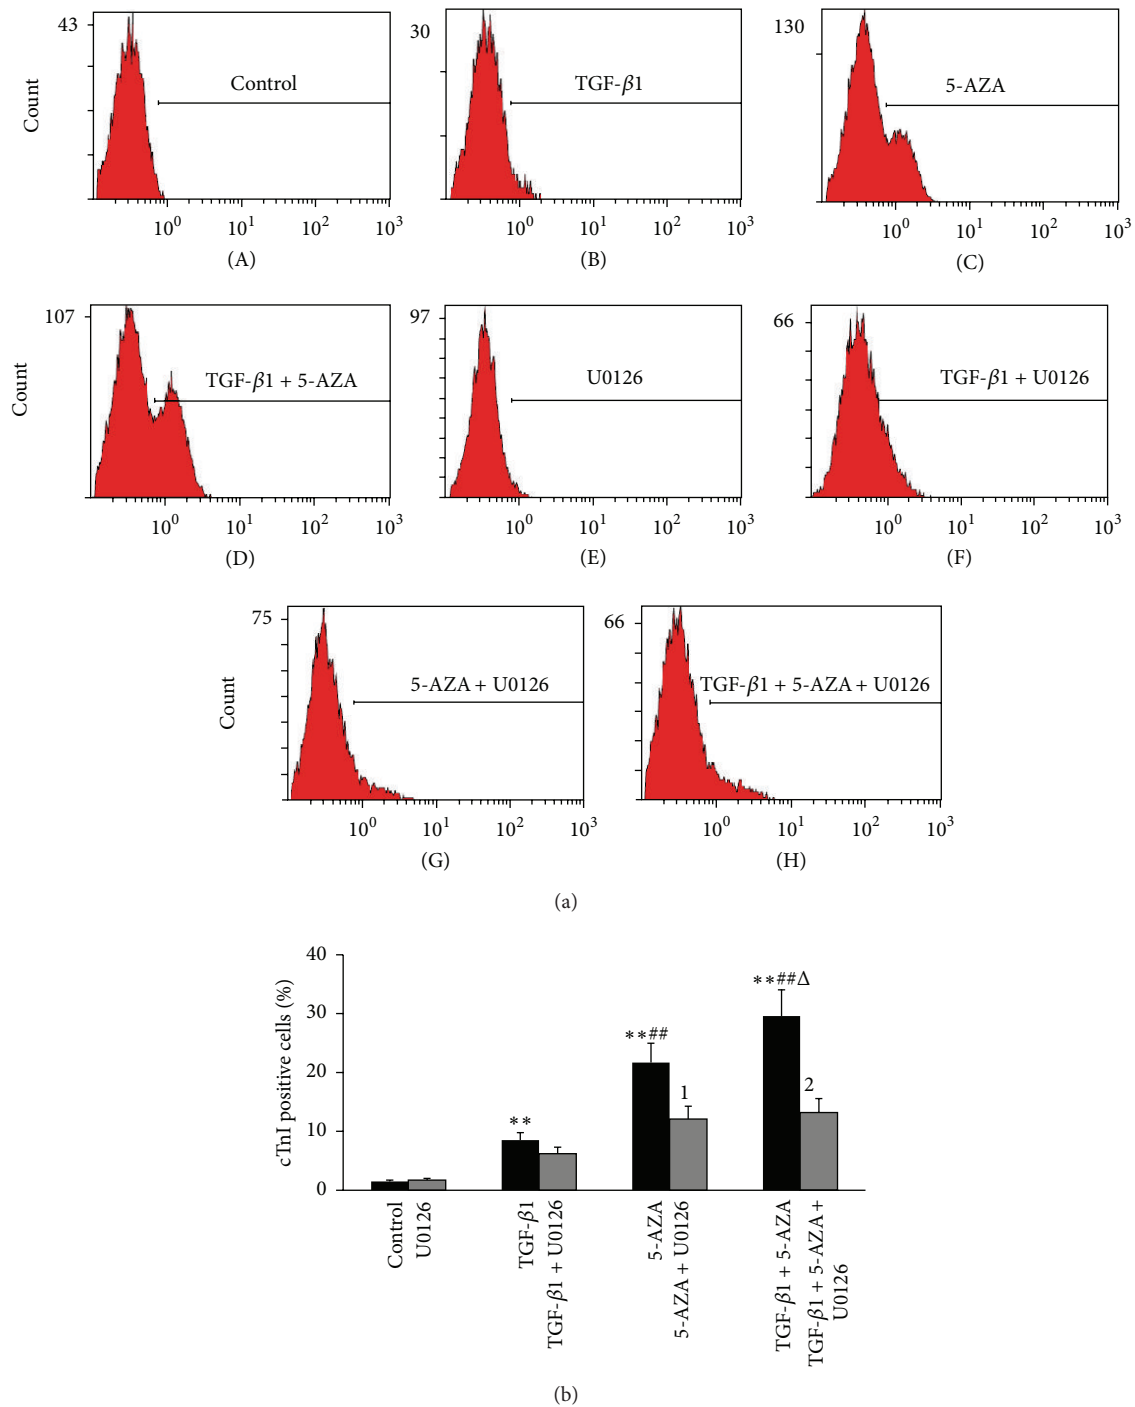 43
Count
Control
10^0 10^1 10^2 10^3
(A)
30
TGF-β1
10^0 10^1 10^2 10^3
(B)
130
5-AZA
10^0 10^1 10^2 10^3
(C)
107
Count
TGF-β1 + 5-AZA
10^0 10^1 10^2 10^3
(D)
97
U0126
10^0 10^1 10^2 10^3
(E)
66
TGF-β1 + U0126
10^0 10^1 10^2 10^3
(F)
75
Count
5-AZA + U0126
10^0 10^1 10^2 10^3
(G)
66
TGF-β1 + 5-AZA + U0126
10^0 10^1 10^2 10^3
(H)
(a)
cTnI positive cells (%)
40
30
20
10
0
**
**##
1
**##Δ
2
Control
U0126
TGF-β1
TGF-β1 + U0126
5-AZA
5-AZA + U0126
TGF-β1 + 5-AZA
TGF-β1 + 5-AZA +
U0126
(b)